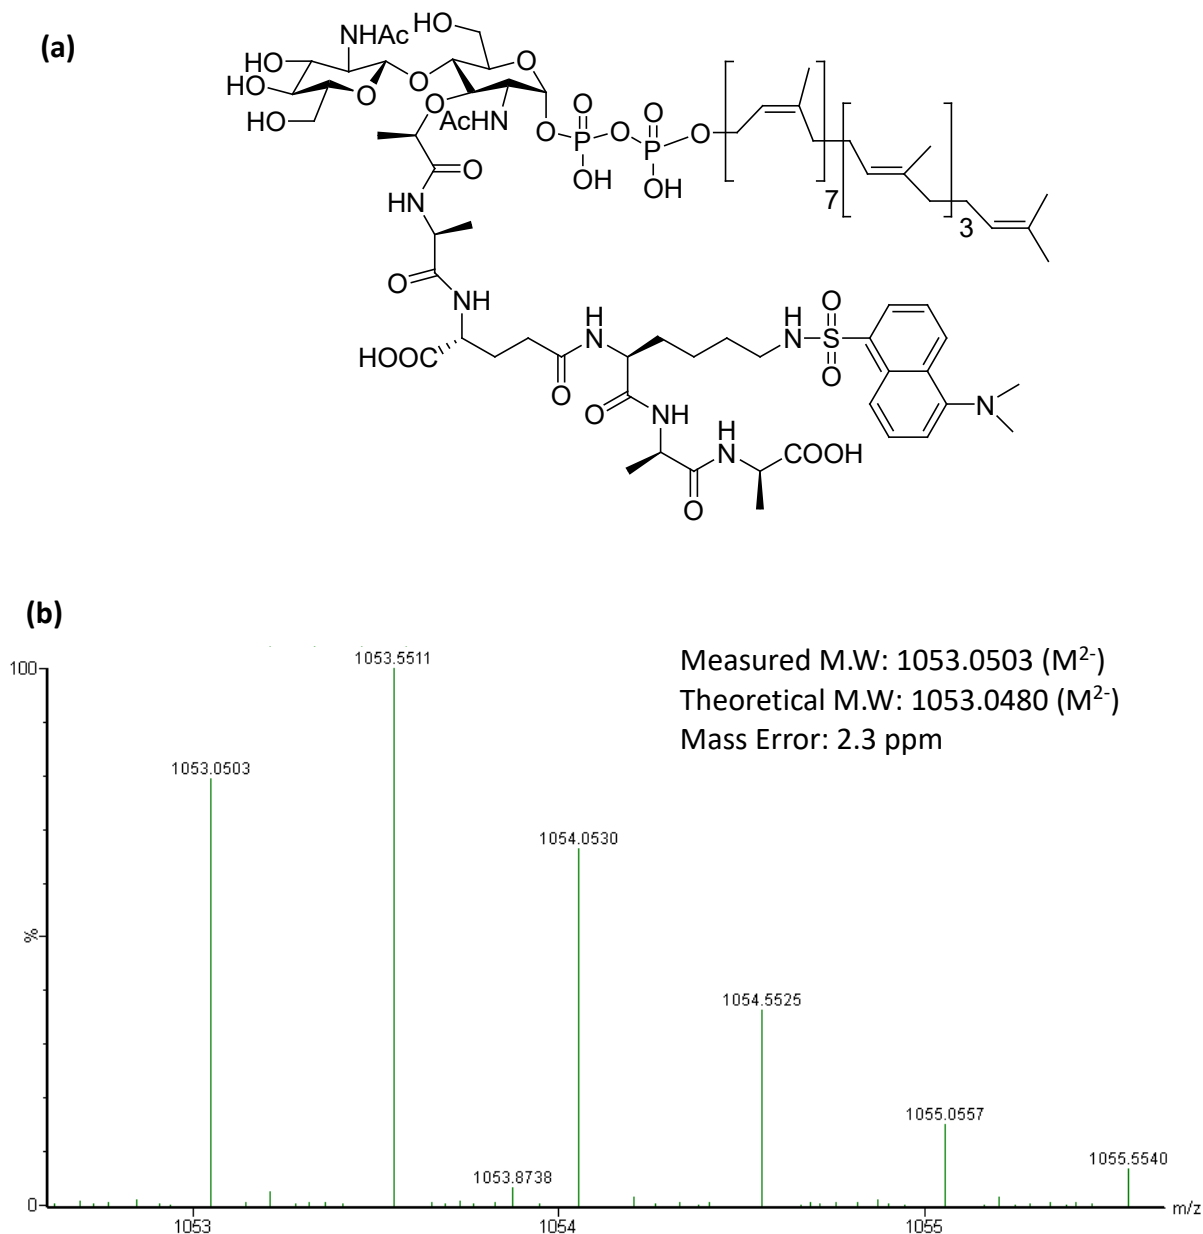 (a)
NHAc
HO
HO
HO
HO
O
O
O
O
AcHN
O
O
P
OH
O
O
P
OH
O
7
3
O
HN
O
NH
HOOC
O
H
N
O
NH
O
H
N
COOH
H
N
O
S
O
N
(b)
100
%
0
1053.0503
1053.5511
1053.8738
1054.0530
1054.5525
1055.0557
1055.5540
1053
1054
1055
m/z
Measured M.W: 1053.0503 (M2-)
Theoretical M.W: 1053.0480 (M2-)
Mass Error: 2.3 ppm